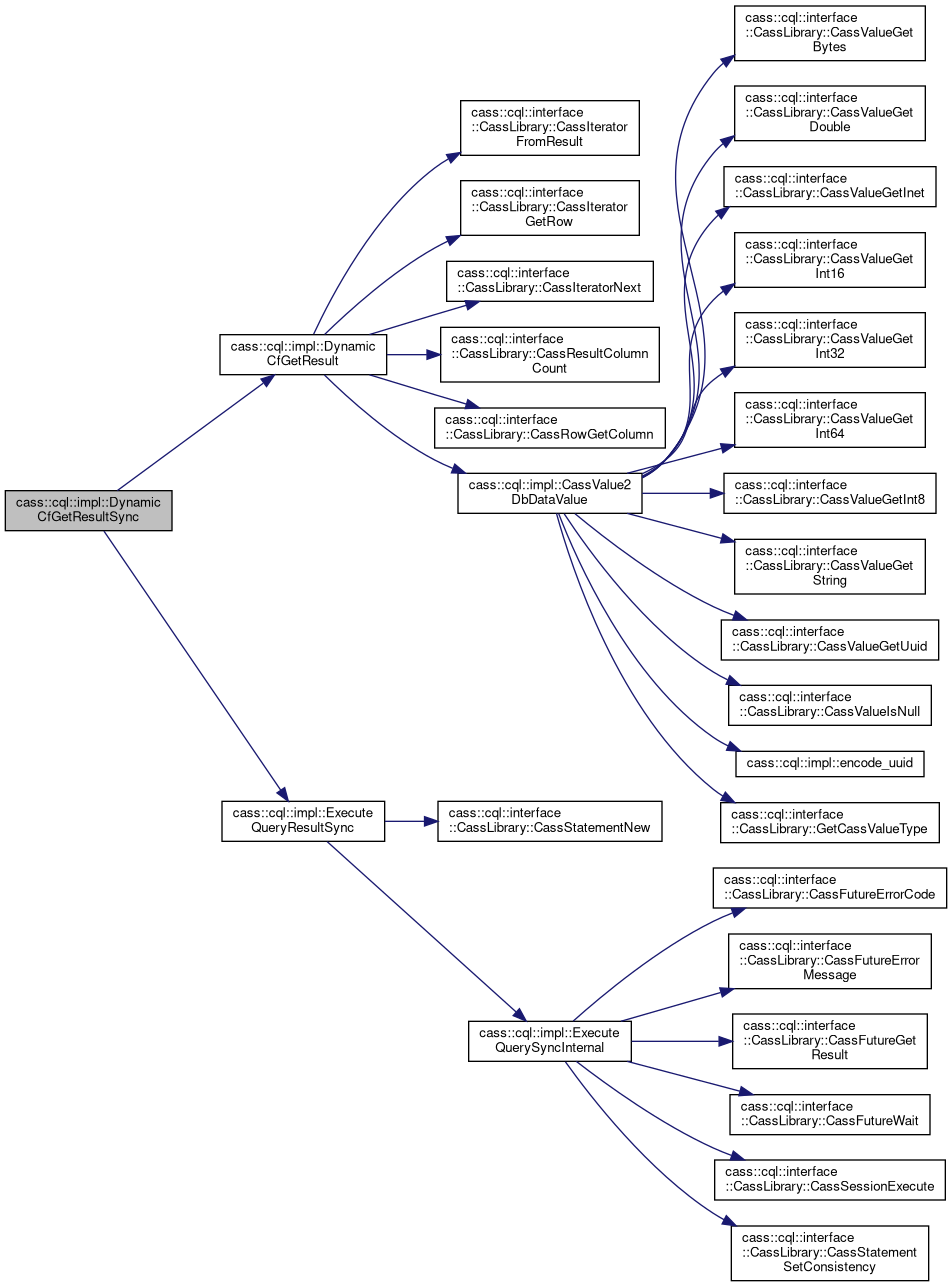 cass::cql::interface
::CassLibrary::CassValueGet
Bytes
cass::cql::interface
::CassLibrary::CassValueGet
Double
cass::cql::interface
::CassLibrary::CassIterator
FromResult
cass::cql::interface
::CassLibrary::CassValueGetInet
cass::cql::interface
::CassLibrary::CassIterator
GetRow
cass::cql::interface
::CassLibrary::CassValueGet
Int16
cass::cql::interface
::CassLibrary::CassIteratorNext
cass::cql::interface
::CassLibrary::CassValueGet
Int32
cass::cql::impl::Dynamic
CfGetResult
cass::cql::interface
::CassLibrary::CassResultColumn
Count
cass::cql::interface
::CassLibrary::CassValueGet
Int64
cass::cql::interface
::CassLibrary::CassRowGetColumn
cass::cql::impl::CassValue2
DbDataValue
cass::cql::interface
::CassLibrary::CassValueGetInt8
cass::cql::impl::Dynamic
CfGetResultSync
cass::cql::interface
::CassLibrary::CassValueGet
String
cass::cql::interface
::CassLibrary::CassValueGetUuid
cass::cql::interface
::CassLibrary::CassValueIsNull
cass::cql::impl::encode_uuid
cass::cql::impl::Execute
QueryResultSync
cass::cql::interface
::CassLibrary::CassStatementNew
cass::cql::interface
::CassLibrary::GetCassValueType
cass::cql::interface
::CassLibrary::CassFutureErrorCode
cass::cql::interface
::CassLibrary::CassFutureError
Message
cass::cql::impl::Execute
QuerySyncInternal
cass::cql::interface
::CassLibrary::CassFutureGet
Result
cass::cql::interface
::CassLibrary::CassFutureWait
cass::cql::interface
::CassLibrary::CassSessionExecute
cass::cql::interface
::CassLibrary::CassStatement
SetConsistency